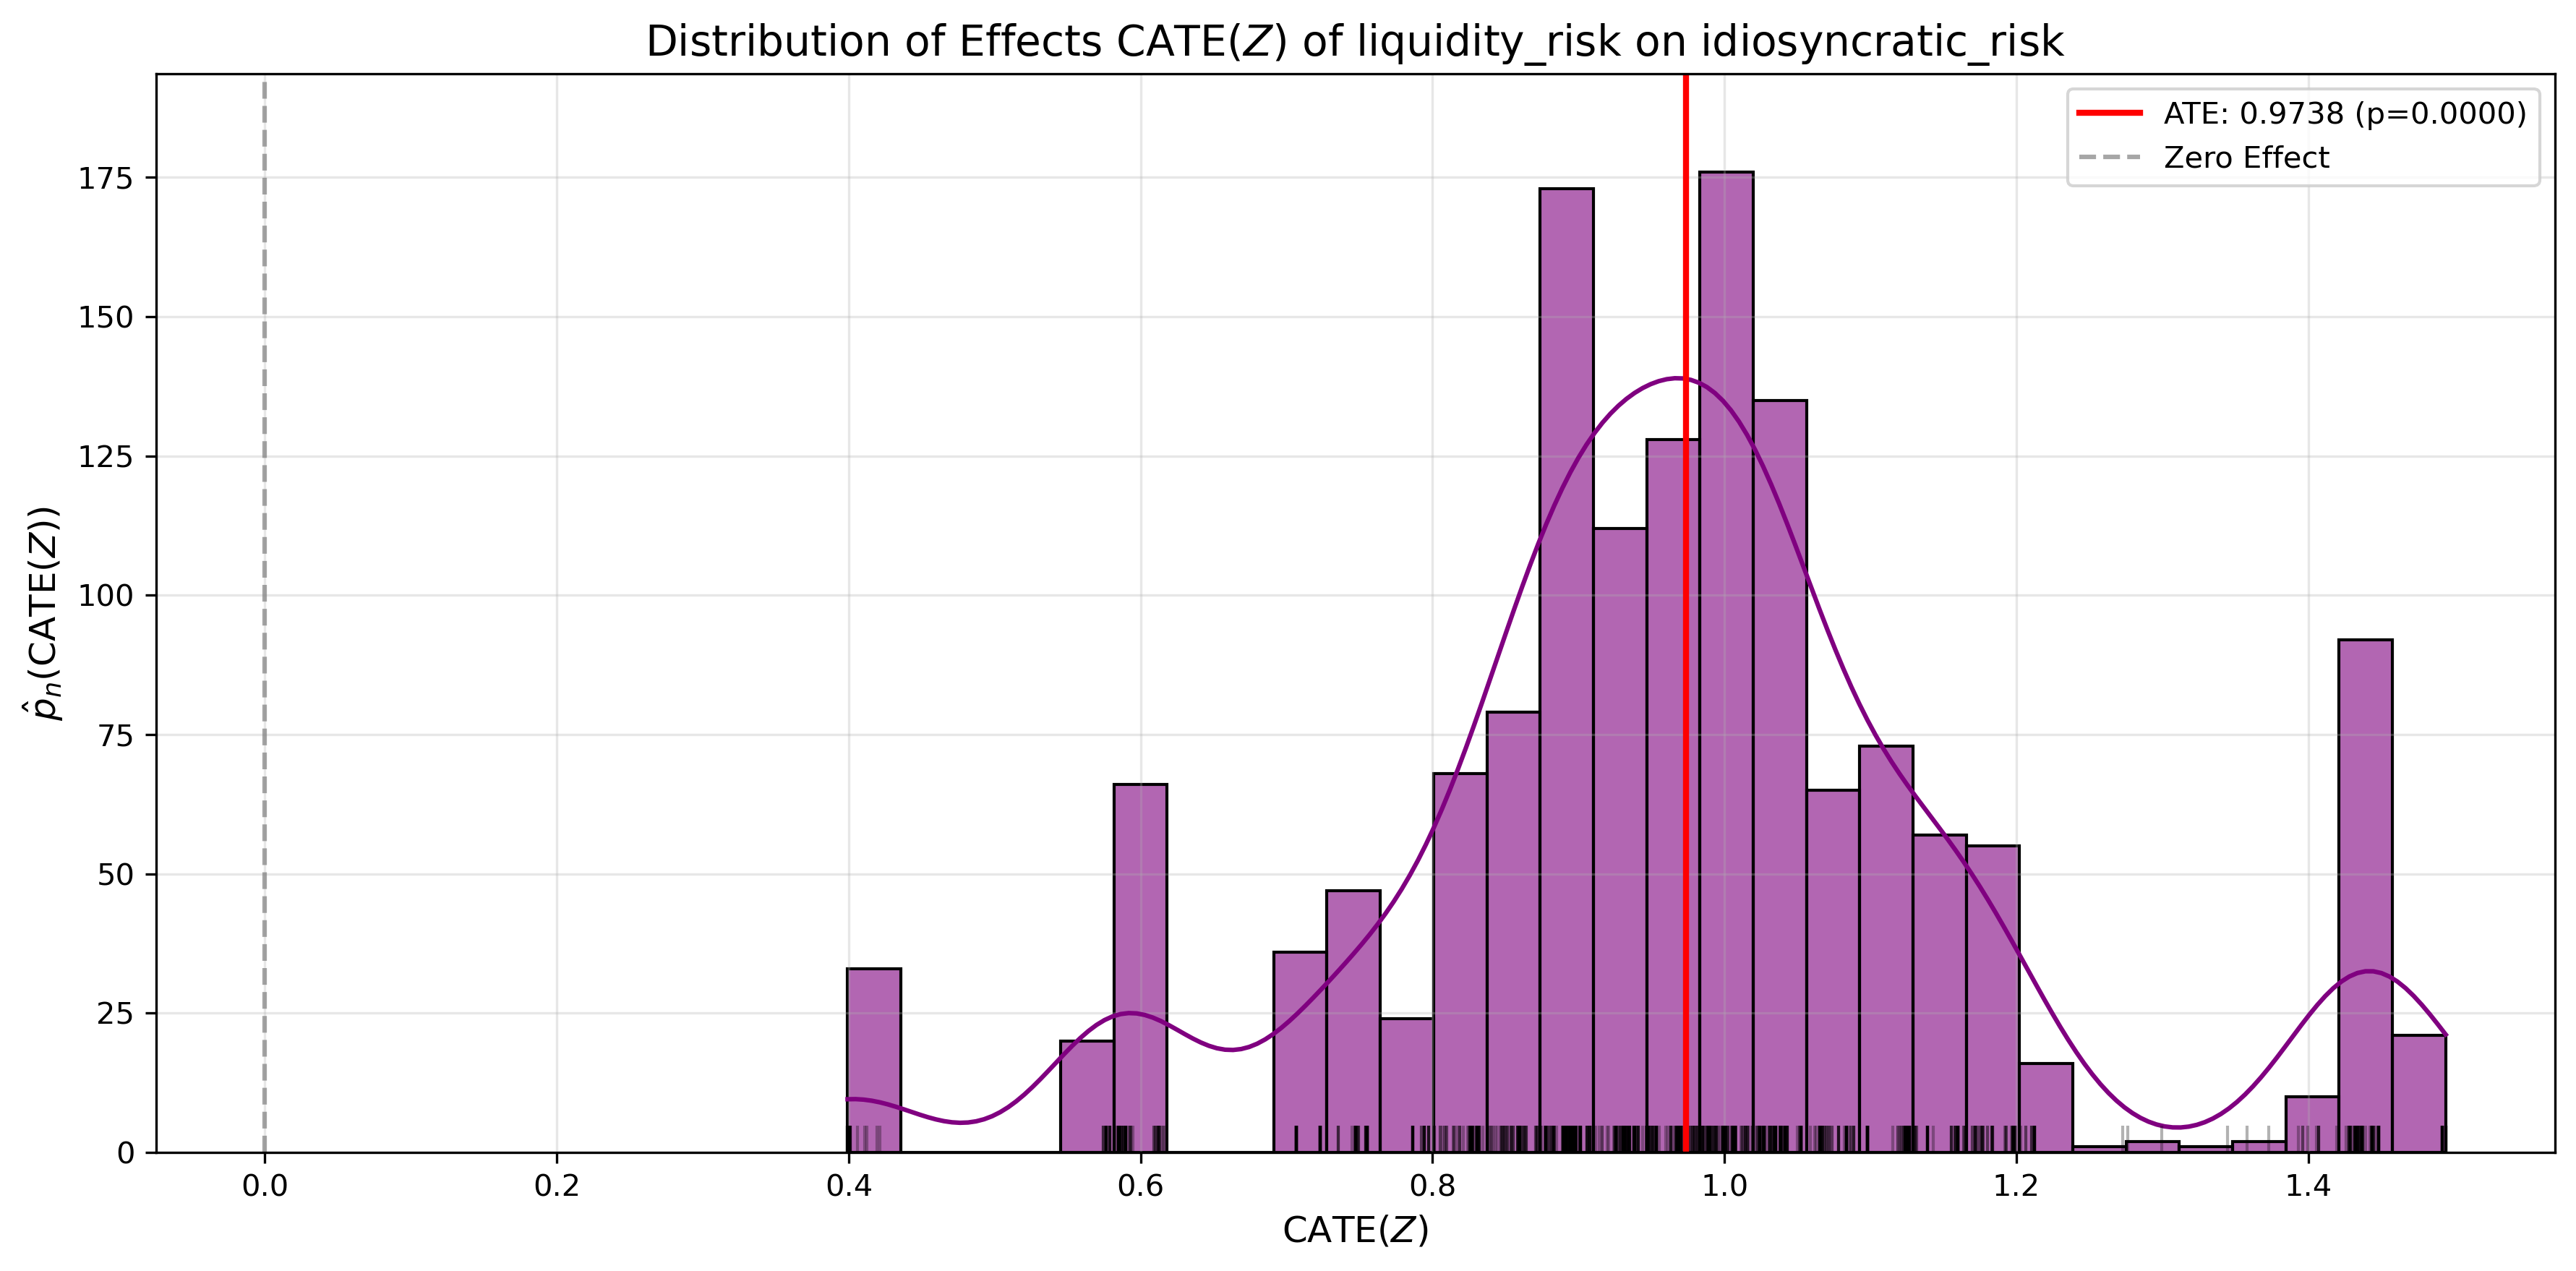 Distribution of Effects CATE(Z) of liquidity_risk on idiosyncratic_risk
ATE: 0.9738 (p=0.0000)
Zero Effect
p̂ₙ(CATE(Z))
175
150
125
100
75
50
25
0
0.0 0.2 0.4 0.6 0.8 1.0 1.2 1.4
CATE(Z)